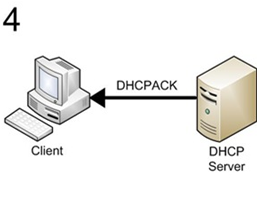 4
DHCPACK
Client
DHCP
Server